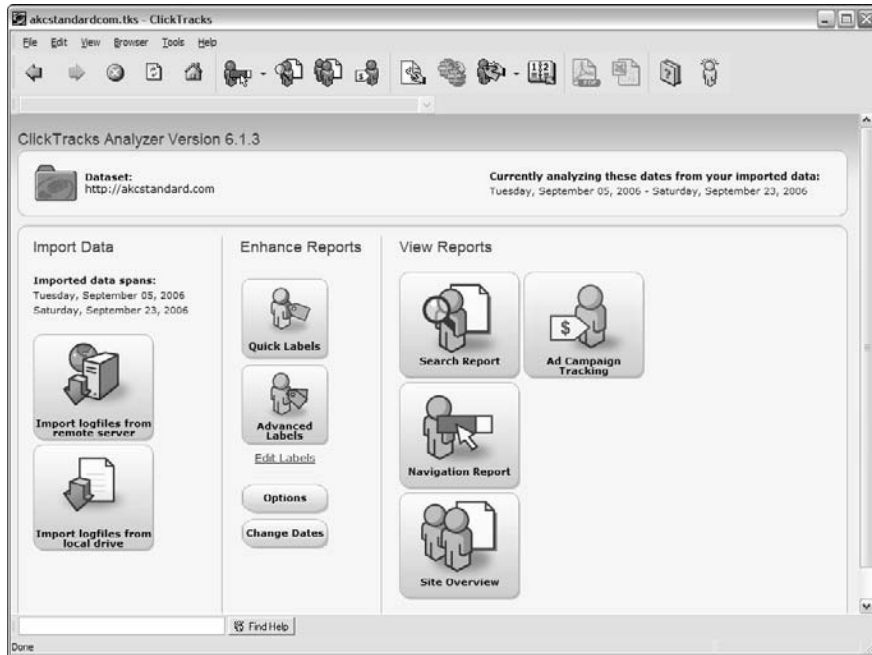 akcstandardcom.tks - ClickTracks
File Edit View Browser Tools Help
ClickTracks Analyzer Version 6.1.3
Dataset:
http://akcstandard.com
Currently analyzing these dates from your imported data:
Tuesday, September 05, 2006 - Saturday, September 23, 2006
Import Data
Imported data spans:
Tuesday, September 05, 2006
Saturday, September 23, 2006
Import logfiles from
remote server
Import logfiles from
local drive
Enhance Reports
Quick Labels
Advanced
Labels
Edit Labels
Options
Change Dates
View Reports
Search Report
Ad Campaign
Tracking
Navigation Report
Site Overview
Find Help
Done